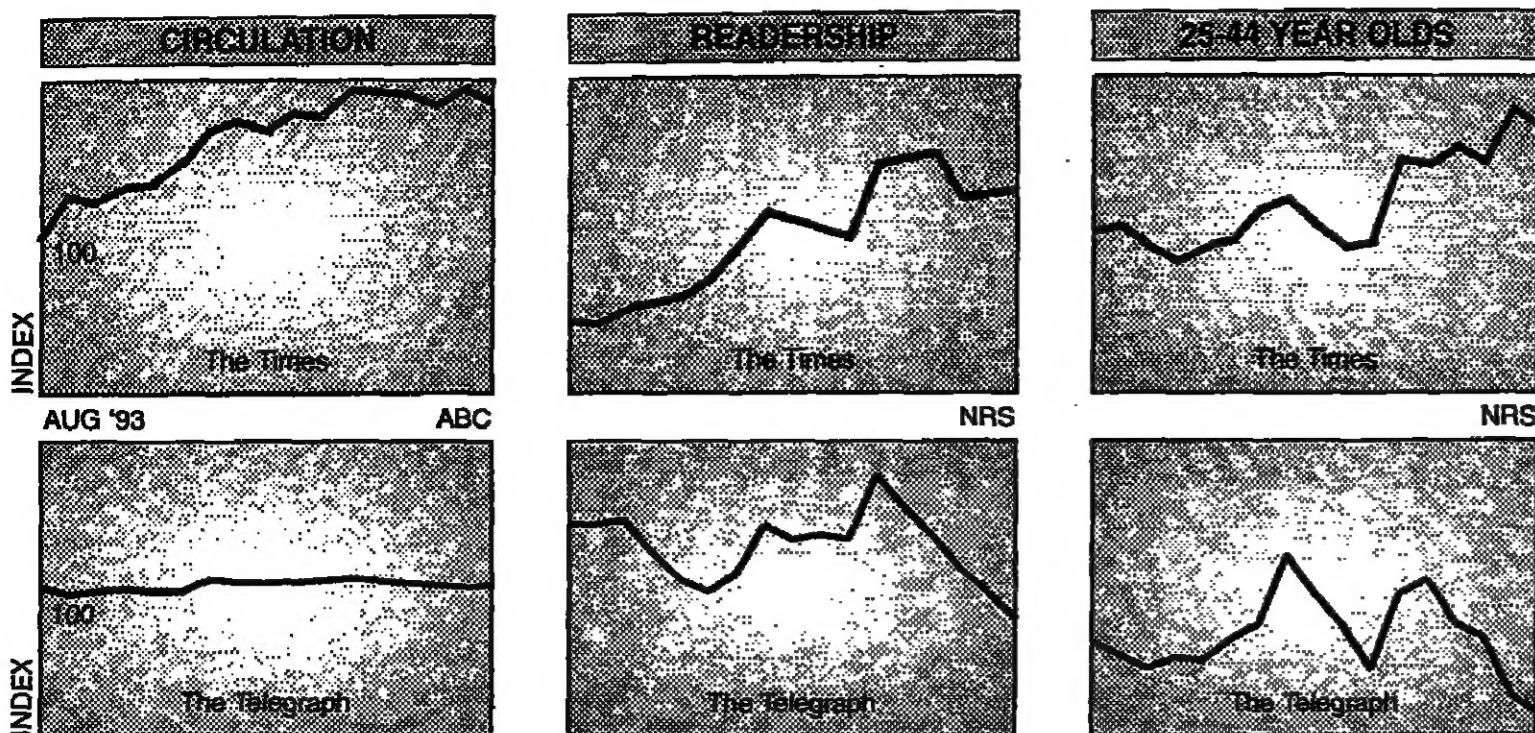 CIRCULATION READERSHIP 25-44 YEAR OLDS
100
INDEX
The Times The Times The Times
AUG '93 ABC NRS NRS
100
INDEX
The Telegraph The Telegraph The Telegraph